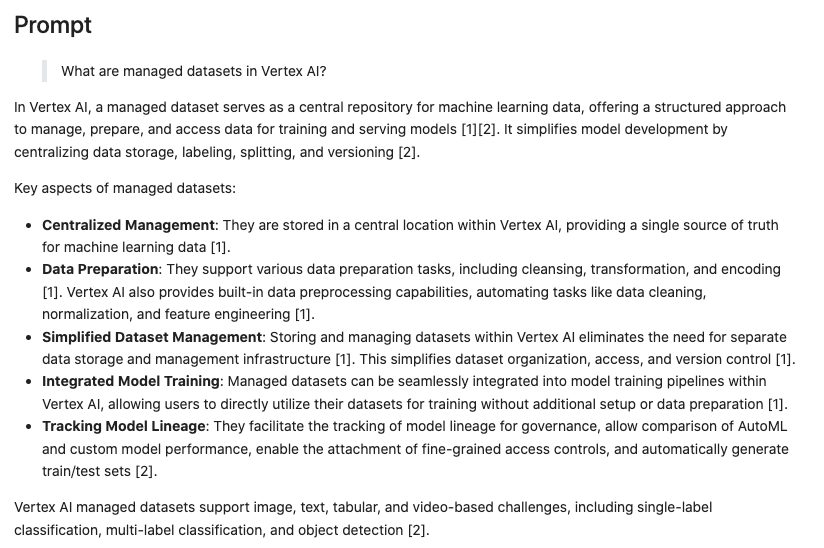 Prompt
What are managed datasets in Vertex AI?
In Vertex AI, a managed dataset serves as a central repository for machine learning data, offering a structured approach
to manage, prepare, and access data for training and serving models [1][2]. It simplifies model development by
centralizing data storage, labeling, splitting, and versioning [2].
Key aspects of managed datasets:
• Centralized Management: They are stored in a central location within Vertex AI, providing a single source of truth
for machine learning data [1].
• Data Preparation: They support various data preparation tasks, including cleansing, transformation, and encoding
[1]. Vertex AI also provides built-in data preprocessing capabilities, automating tasks like data cleaning,
normalization, and feature engineering [1].
• Simplified Dataset Management: Storing and managing datasets within Vertex AI eliminates the need for separate
data storage and management infrastructure [1]. This simplifies dataset organization, access, and version control [1].
• Integrated Model Training: Managed datasets can be seamlessly integrated into model training pipelines within
Vertex AI, allowing users to directly utilize their datasets for training without additional setup or data preparation [1].
• Tracking Model Lineage: They facilitate the tracking of model lineage for governance, allow comparison of AutoML
and custom model performance, enable the attachment of fine-grained access controls, and automatically generate
train/test sets [2].
Vertex AI managed datasets support image, text, tabular, and video-based challenges, including single-label
classification, multi-label classification, and object detection [2].